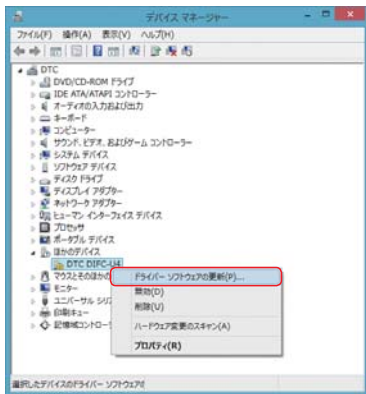 デバイス マネージャー
ファイル(F) 操作(A) 表示(V) ヘルプ(H)
DTC
DVD/CD-ROM ドライブ
IDE ATA/ATAPI コントローラー
オーディオの入力および出力
キーボード
コンピューター
サウンド、ビデオ、およびゲーム コントローラー
システム デバイス
ソフトウェア デバイス
ディスク ドライブ
ディスプレイ アダプター
ネットワーク アダプター
ヒューマン インターフェイス デバイス
プロセッサ
ポータブル デバイス
ほかのデバイス
DTC DIFC-U4
ドライバー ソフトウェアの更新(P)...
マウスとそのほかの
無効(D)
モニター
削除(U)
ユニバーサル シリ
印刷キュー
ハードウェア変更のスキャン(A)
記憶域コントロー
プロパティ(R)
選択したデバイスのドライバー ソフトウェアの